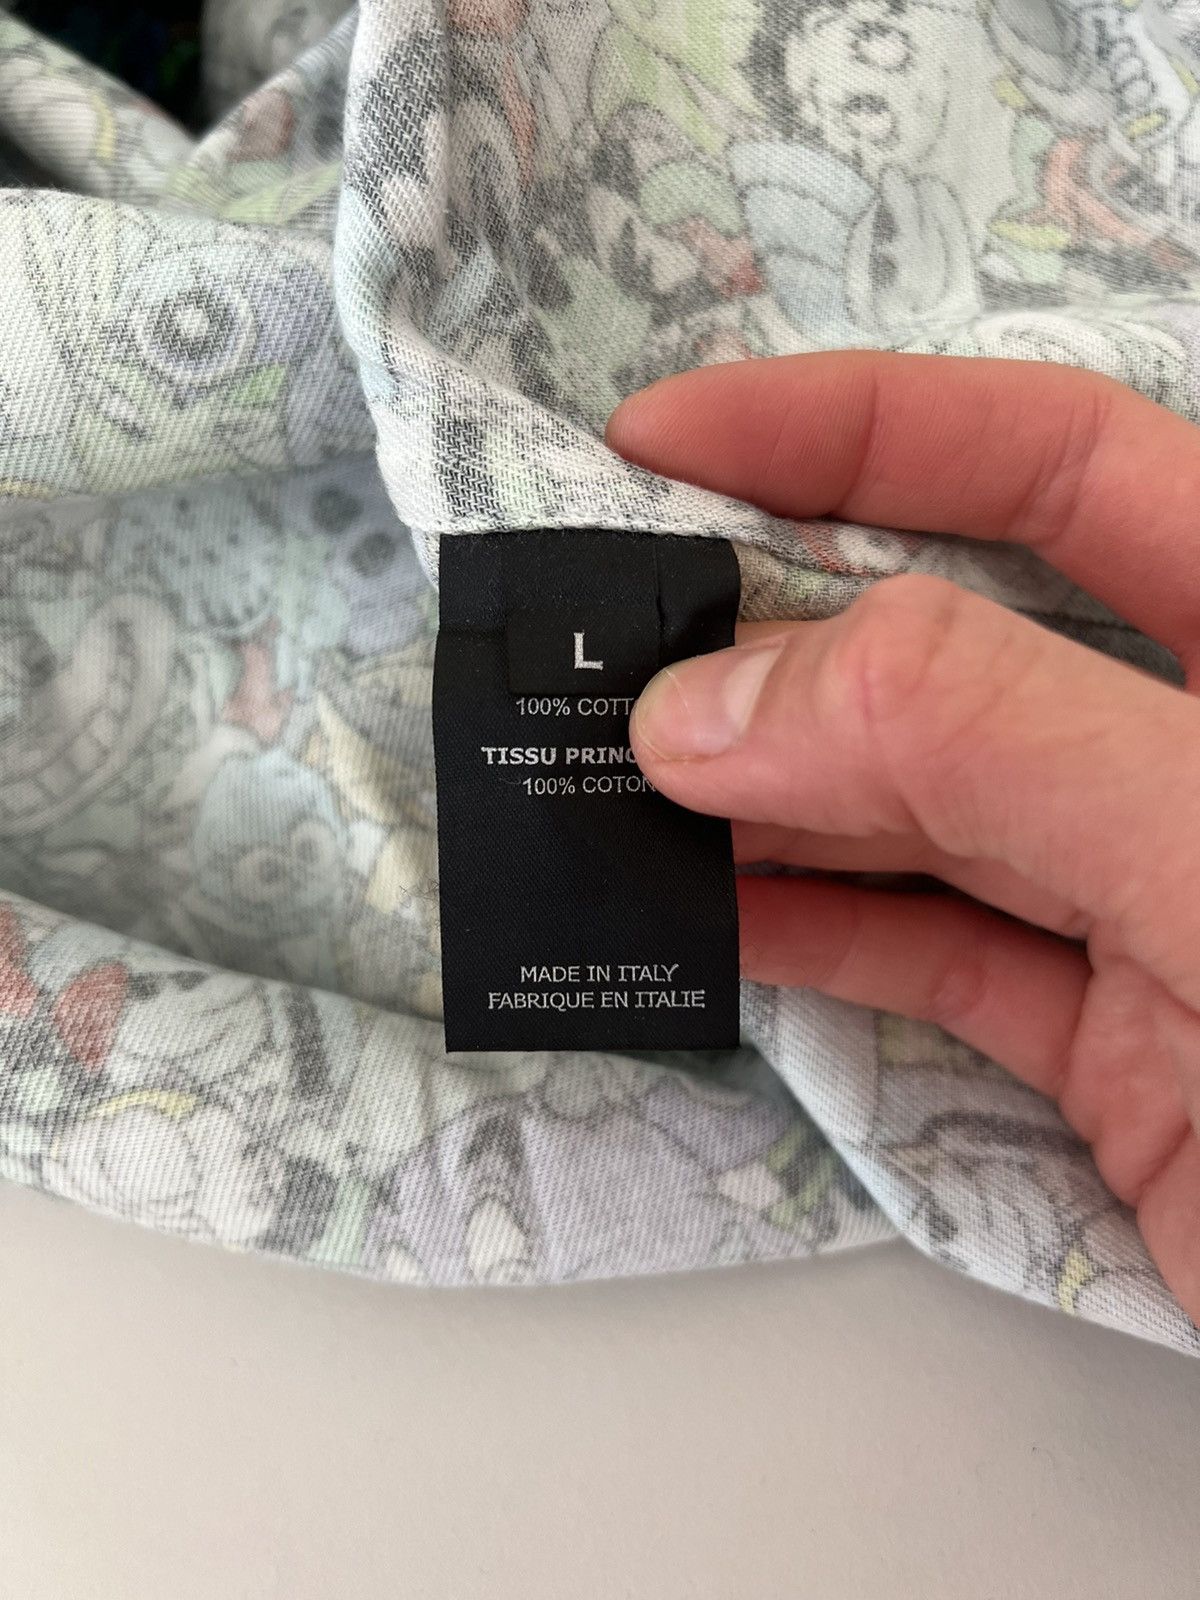 L
100% COTT
TISSU PRINC
100% COTON
MADE IN ITALY
FABRIQUE EN ITALIE